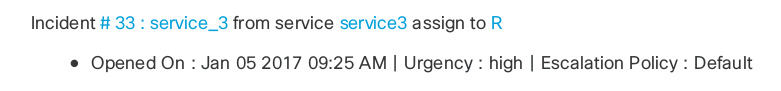 Incident # 33 : service_3 from service service3 assign to R
• Opened On : Jan 05 2017 09:25 AM | Urgency : high | Escalation Policy : Default